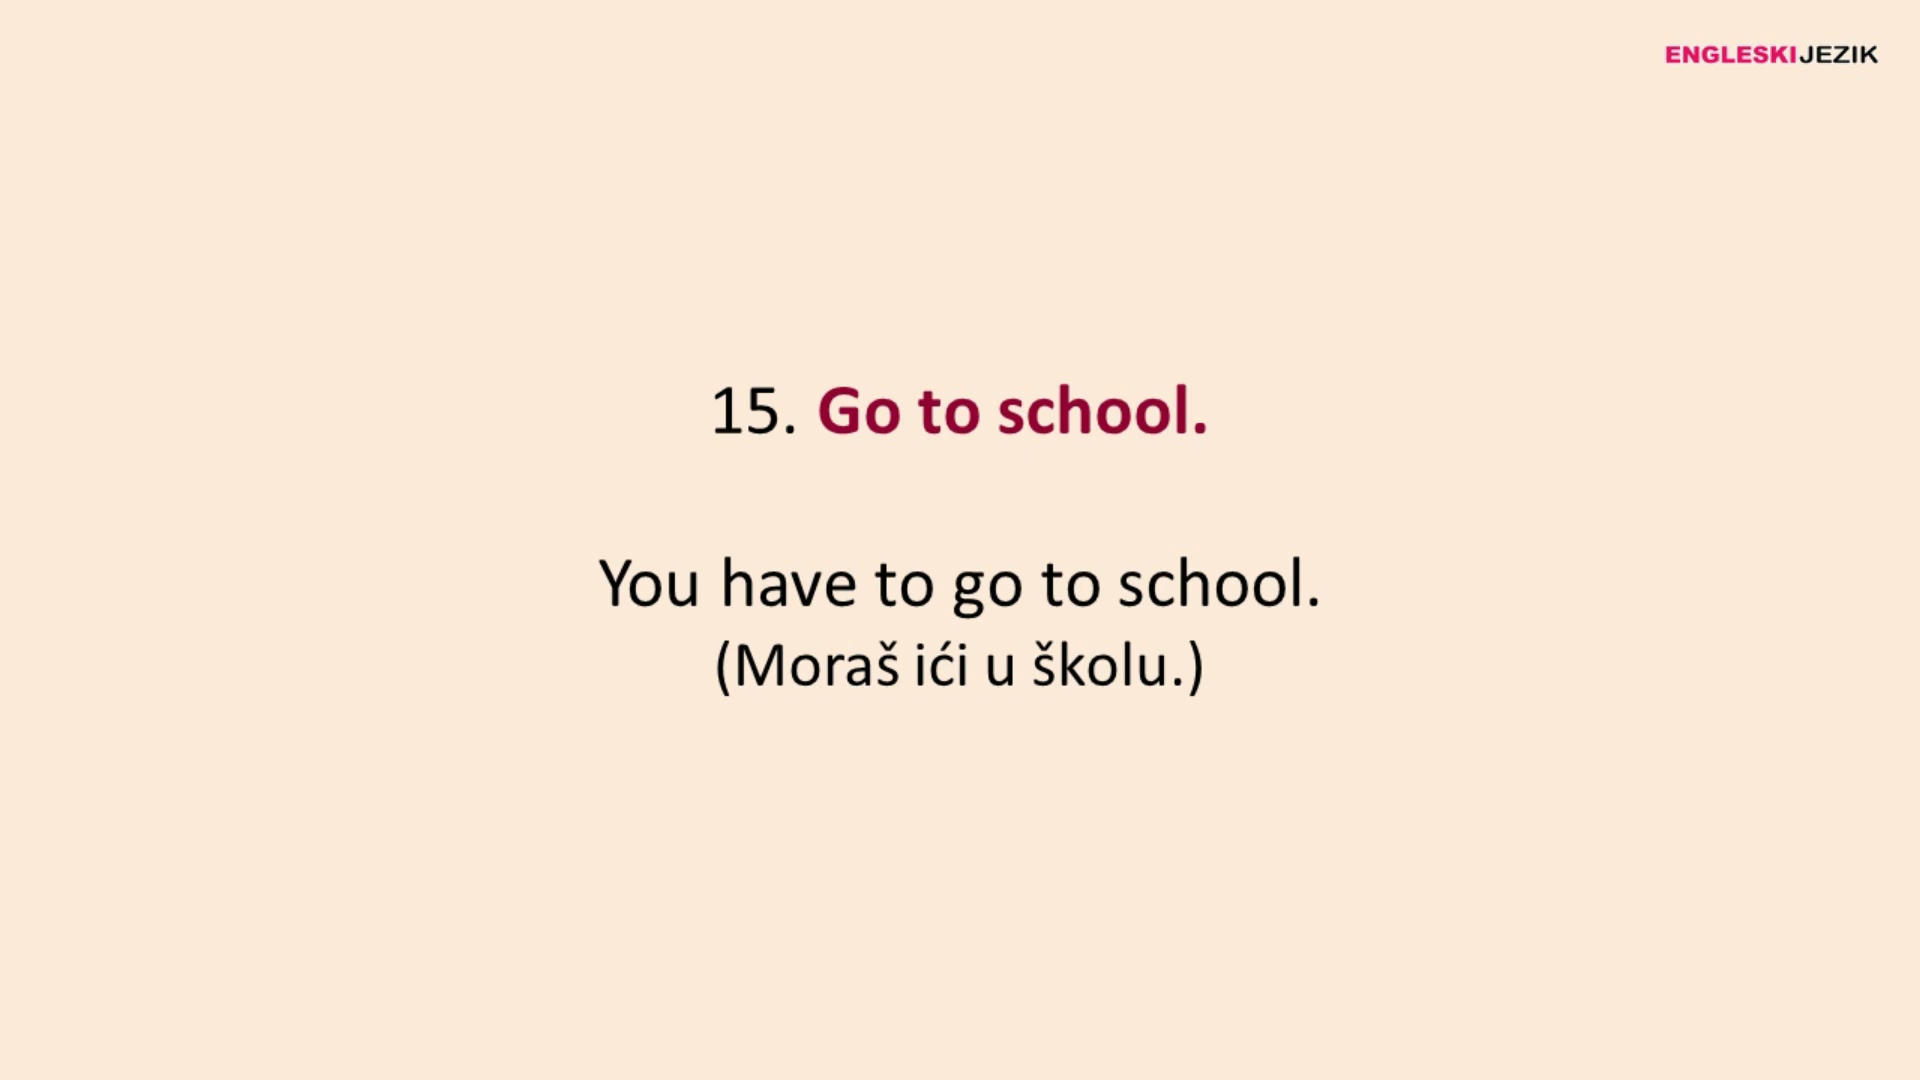 ENGLESKIJEZIK
15. Go to school.
You have to go to school.
(Moraš ići u školu.)